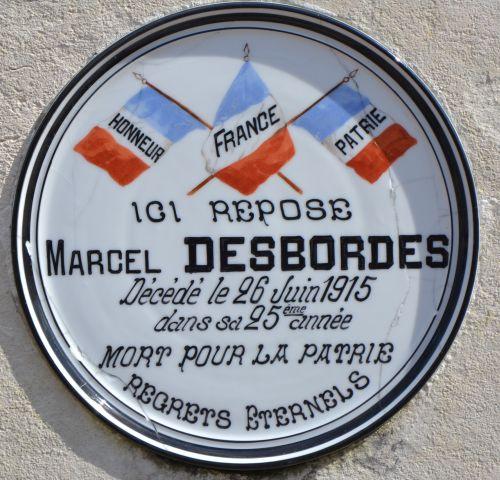 HONNEUR
FRANCE
PATRIE
ICI REPOSE
MARCEL DESBORDES
Décédé le 26 Juin 1915
dans sa 25ème année
MORT POUR LA PATRIE
REGRETS ETERNELS